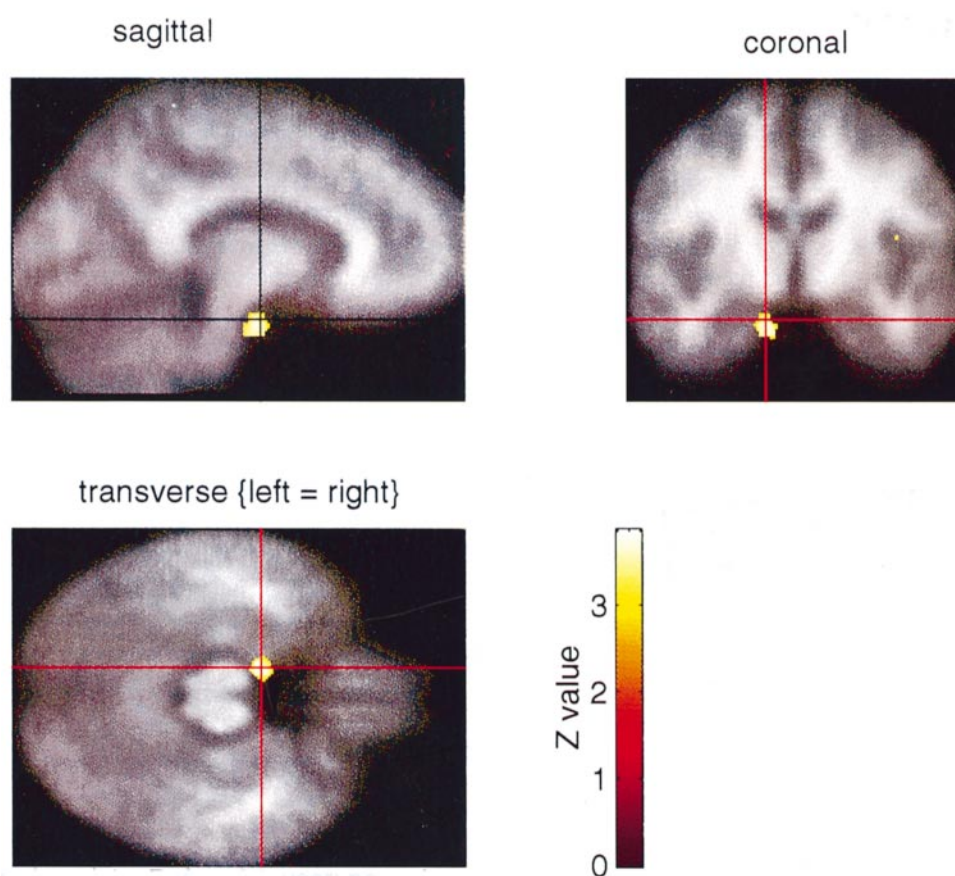 sagittal
coronal
transverse {left = right}
3
2
1
0
Z value